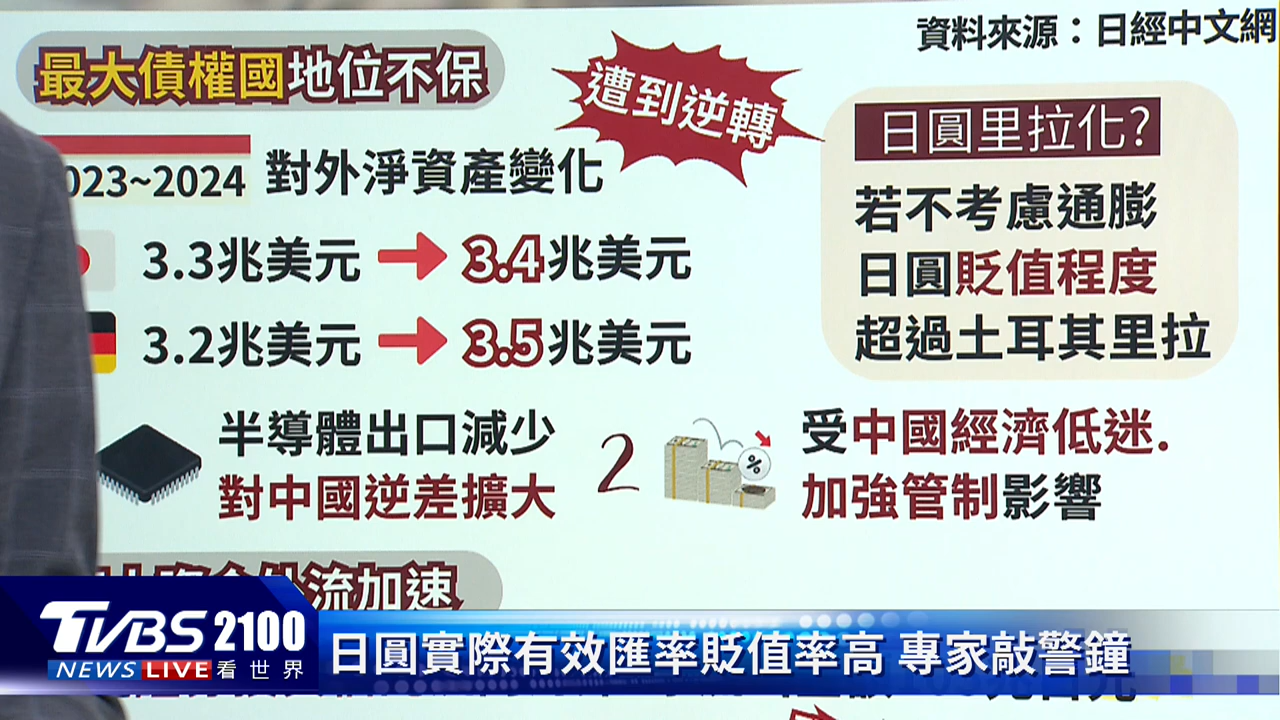 資料來源：日經中文網
最大債權國地位不保
遭到逆轉
023~2024 對外淨資產變化
3.3兆美元 → 3.4兆美元
3.2兆美元 → 3.5兆美元
日圓里拉化?
若不考慮通膨
日圓貶值程度
超過土耳其里拉
半導體出口減少
對中國逆差擴大
2
%
受中國經濟低迷.
加強管制影響
外流加速
TVBS 2100
NEWS LIVE 看世界
日圓實際有效匯率貶值率高 專家敲警鐘